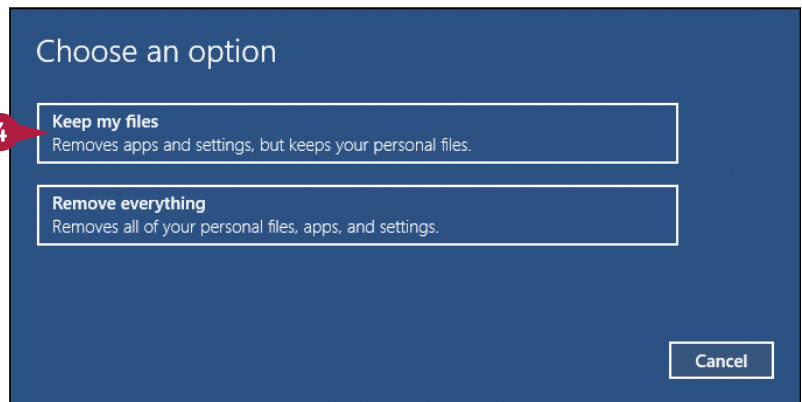 Choose an option
4
Keep my files
Removes apps and settings, but keeps your personal files.
Remove everything
Removes all of your personal files, apps, and settings.
Cancel